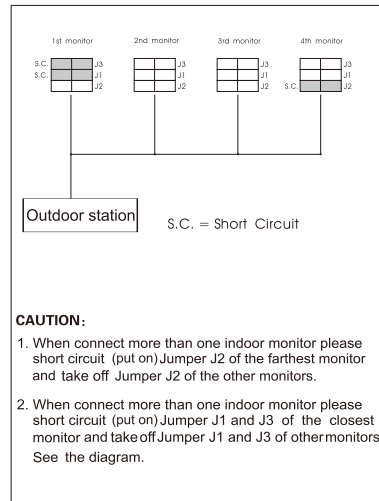 1st monitor 2nd monitor 3rd monitor 4th monitor
S.C. J3 J3 J3 J3
S.C. J1 J1 J1 J1
J2 J2 J2 S.C. J2
Outdoor station
S.C. = Short Circuit
CAUTION:
1. When connect more than one indoor monitor please
short circuit (put on) Jumper J2 of the farthest monitor
and take off Jumper J2 of the other monitors.
2. When connect more than one indoor monitor please
short circuit (put on) Jumper J1 and J3 of the closest
monitor and take off Jumper J1 and J3 of other monitors
See the diagram.